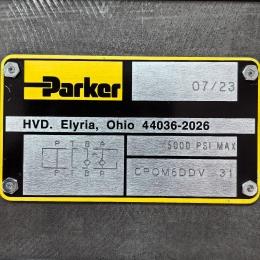 Parker
07/23
HVD. Elyria, Ohio 44036-2026
P T B A
5000 PSI MAX
P T B A
CPOM6DDV 31